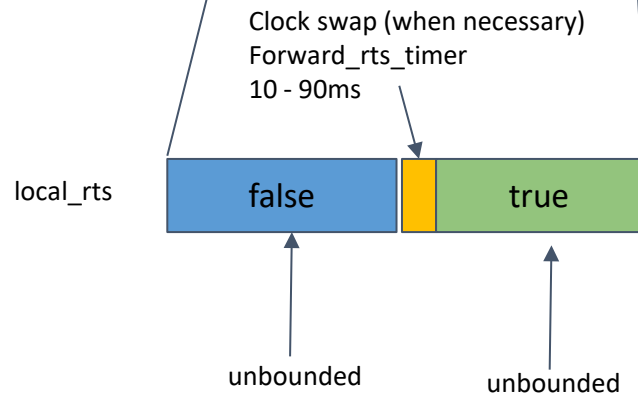 Clock swap (when necessary)
Forward_rts_timer
10 - 90ms
local_rts
false
true
unbounded
unbounded